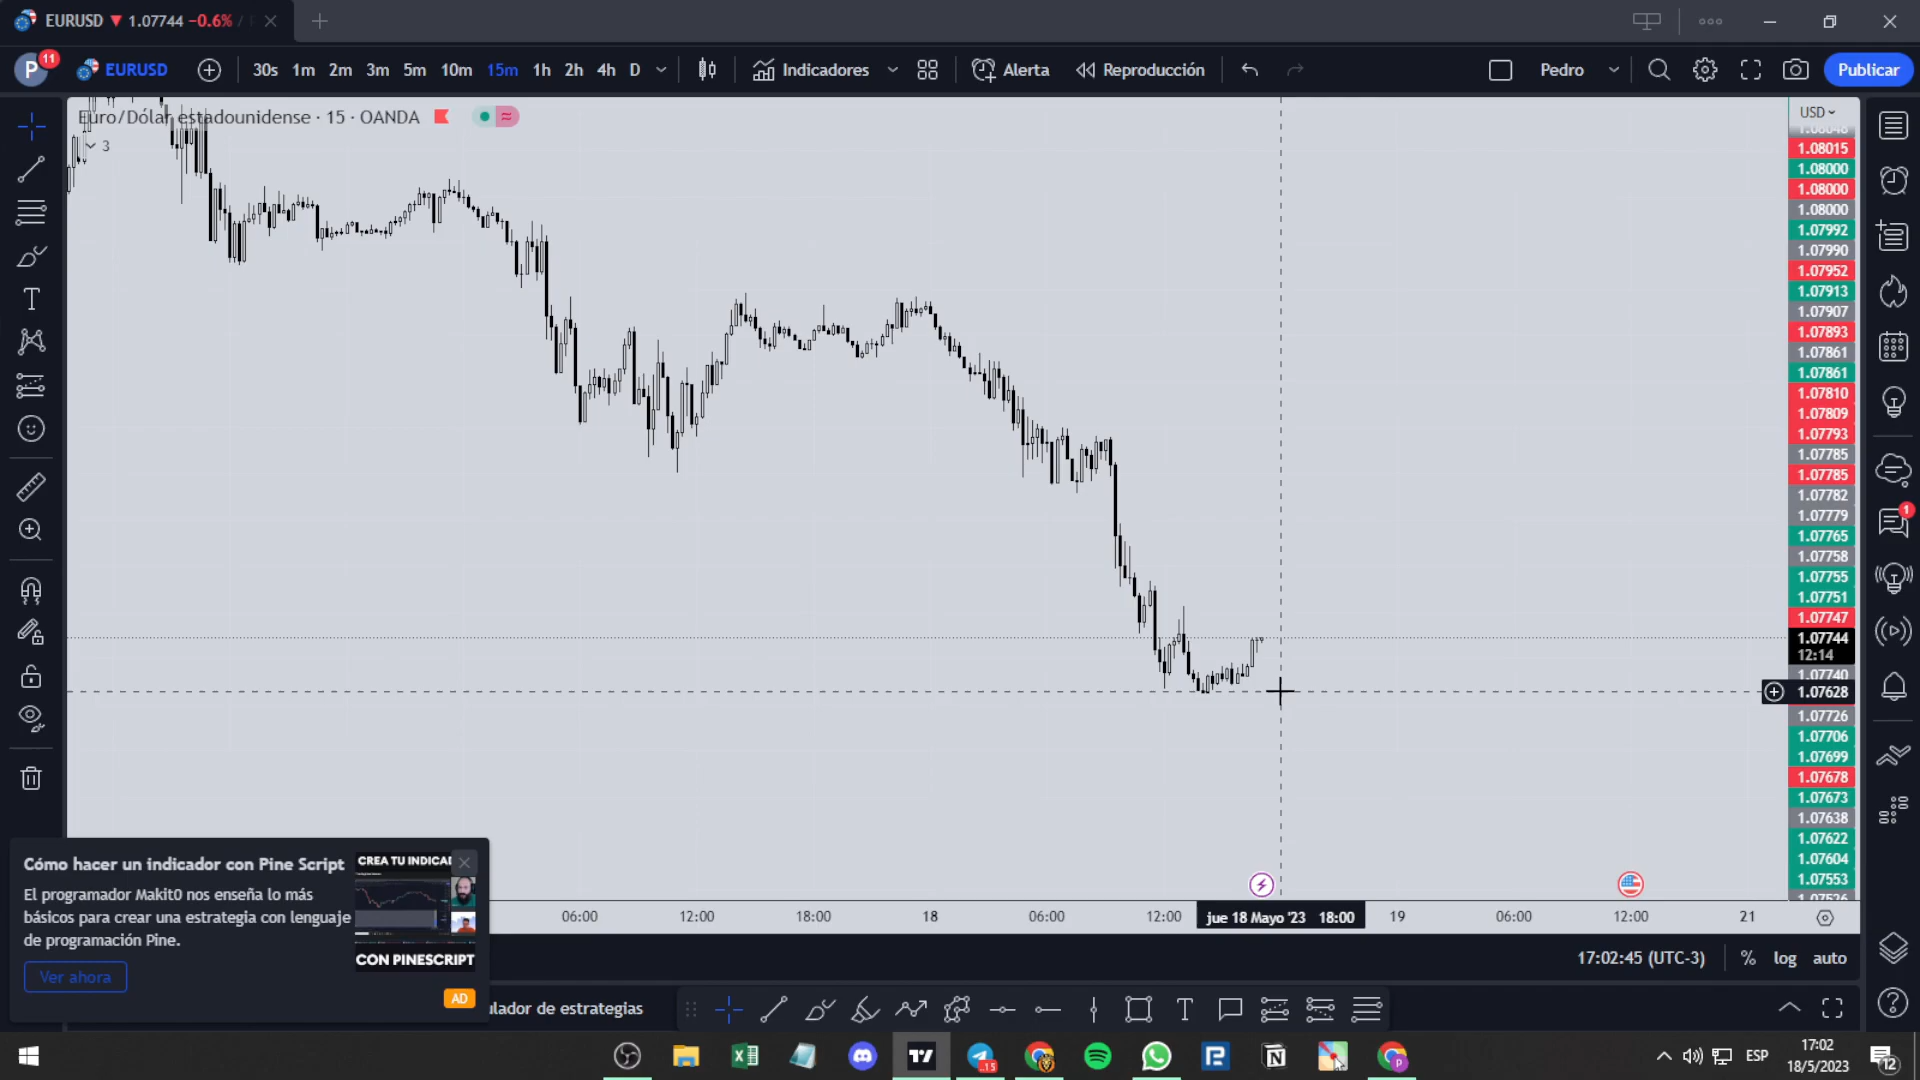 EURUSD ▼ 1.07744 −0.6% /
P 11 EURUSD 30s 1m 2m 3m 5m 10m 15m 1h 2h 4h D Indicadores Alerta Reproducción Pedro Publicar
Euro/Dólar estadounidense · 15 · OANDA
3
USD
1.08048
1.08015
1.08000
1.08000
1.08000
1.07992
1.07990
1.07952
1.07913
1.07907
1.07893
1.07861
1.07861
1.07810
1.07809
1.07793
1.07785
1.07785
1.07782
1.07779
1.07765
1.07758
1.07755
1.07751
1.07747
1.07744
12:14
1.07740
1.07628
1.07726
1.07706
1.07699
1.07678
1.07673
1.07638
1.07622
1.07604
1.07553
1
Cómo hacer un indicador con Pine Script
El programador Makit0 nos enseña lo más
básicos para crear una estrategia con lenguaje
de programación Pine.
Ver ahora
CREA TU INDICA
CON PINESCRIPT
AD
06:00 12:00 18:00 18 06:00 12:00 jue 18 Mayo '23 18:00 19 06:00 12:00 21
17:02:45 (UTC-3) % log auto
ulador de estrategias
ESP
17:02
18/5/2023
12